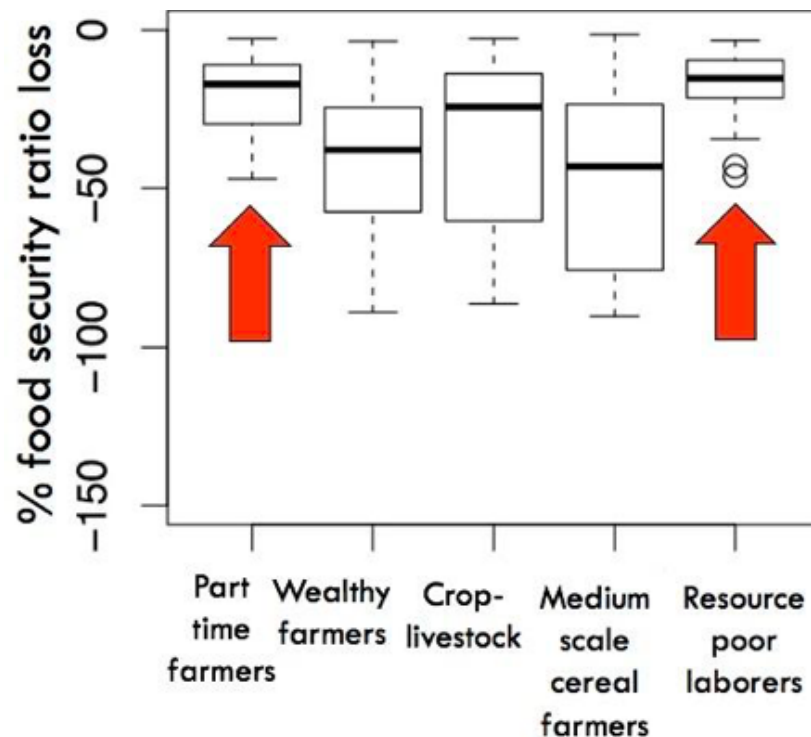 % food security ratio loss
0
−50
−100
−150
Part
time
farmers
Wealthy
farmers
Crop-
livestock
Medium
scale
cereal
farmers
Resource
poor
laborers